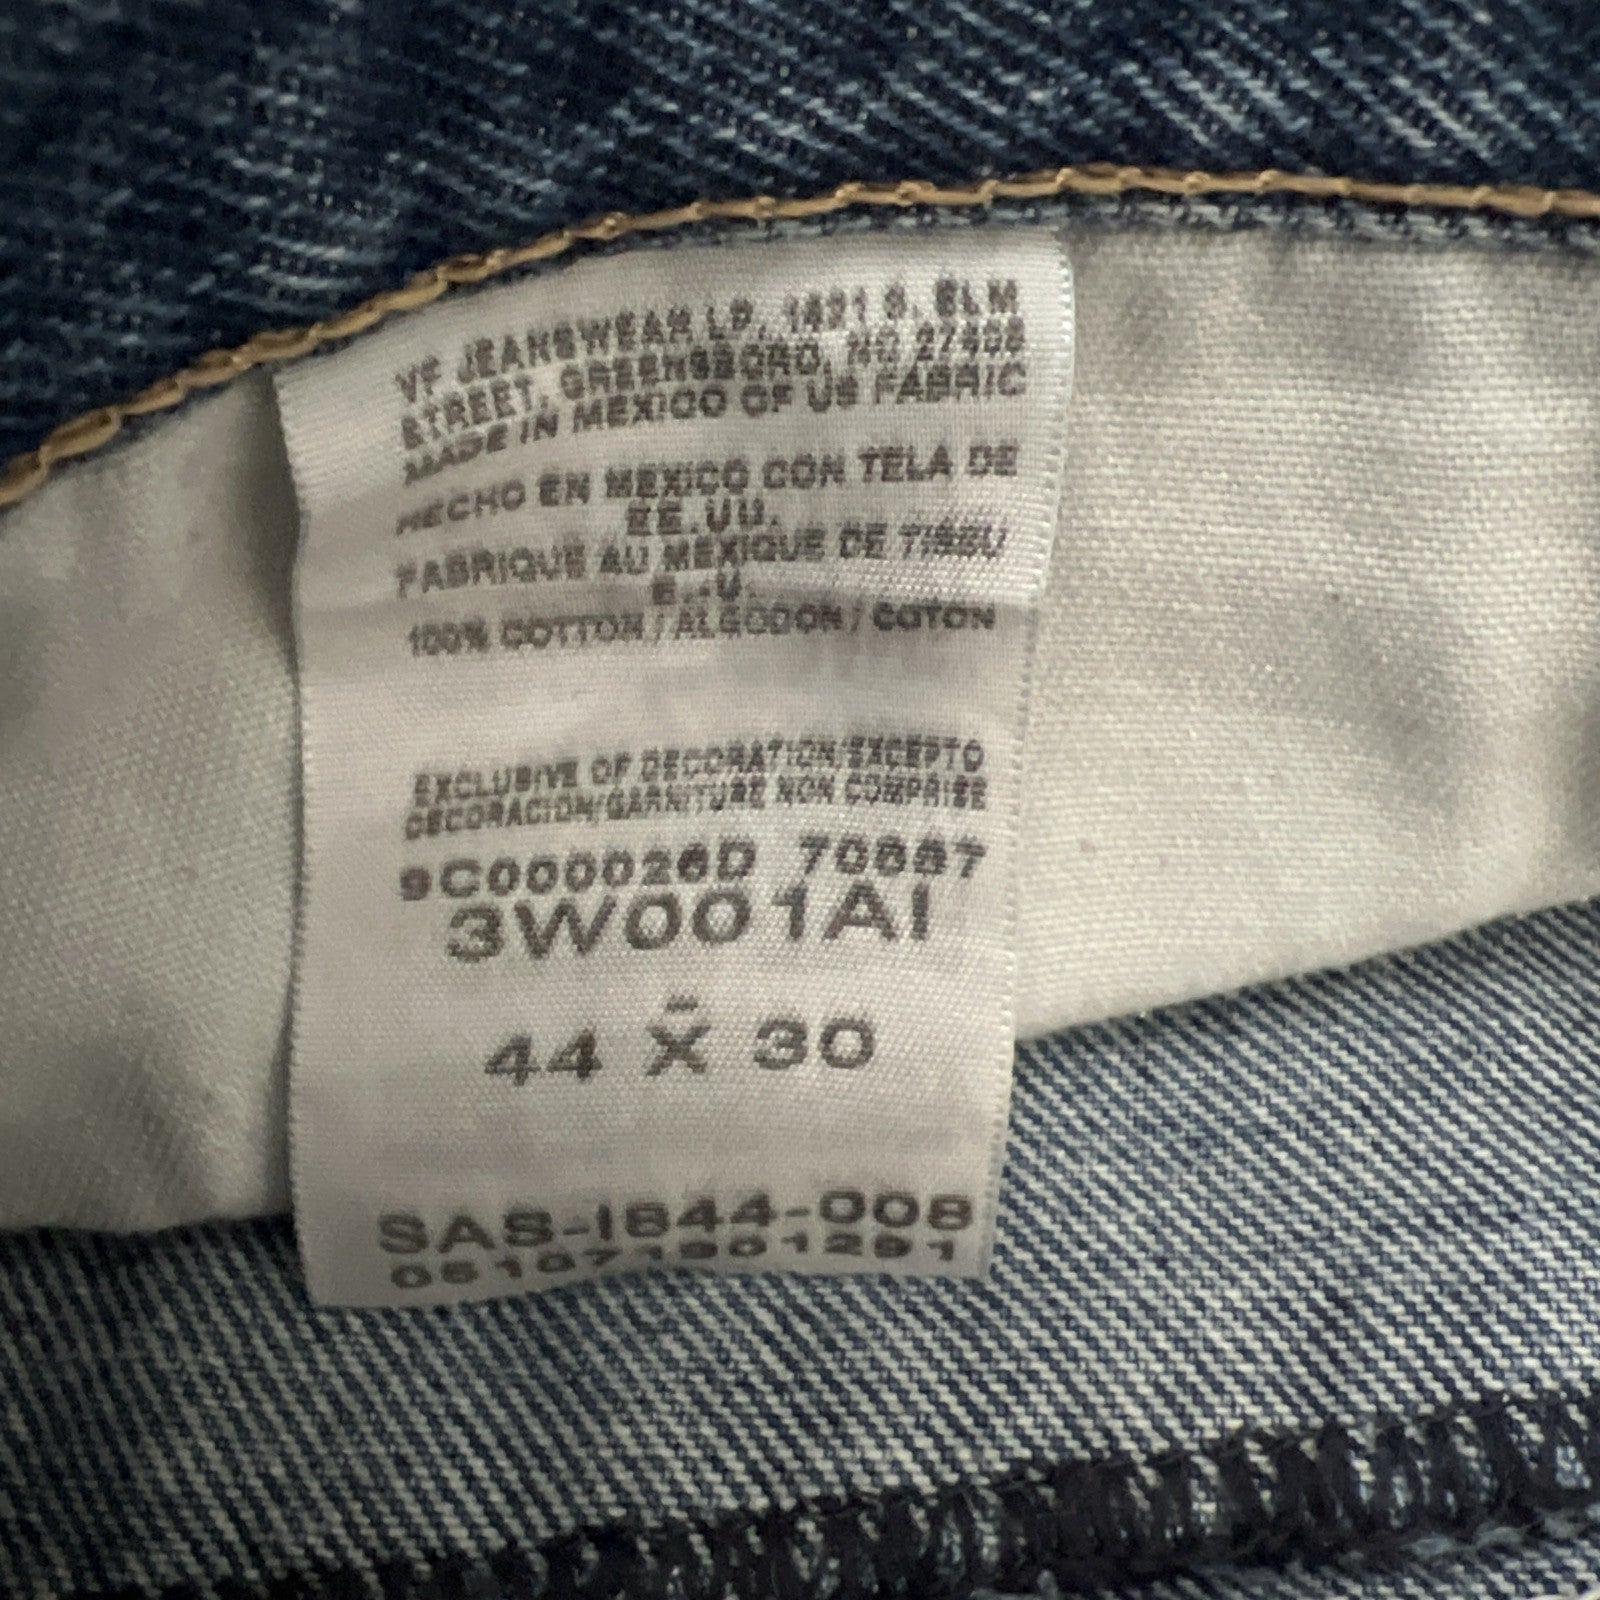 VF JEANSWEAR LP, 1421 S. ELM
STREET, GREENSBORO, NC 27406
MADE IN MEXICO OF US FABRIC
HECHO EN MEXICO CON TELA DE
EE.UU.
FABRIQUE AU MEXIQUE DE TISSU
E.-U.
100% COTTON / ALGODON / COTON
EXCLUSIVE OF DECORATION/EXCEPTO
DECORACION/GARNITURE NON COMPRISE
9C000026D 70887
3W001AI
44 X 30
SAS-I844-008